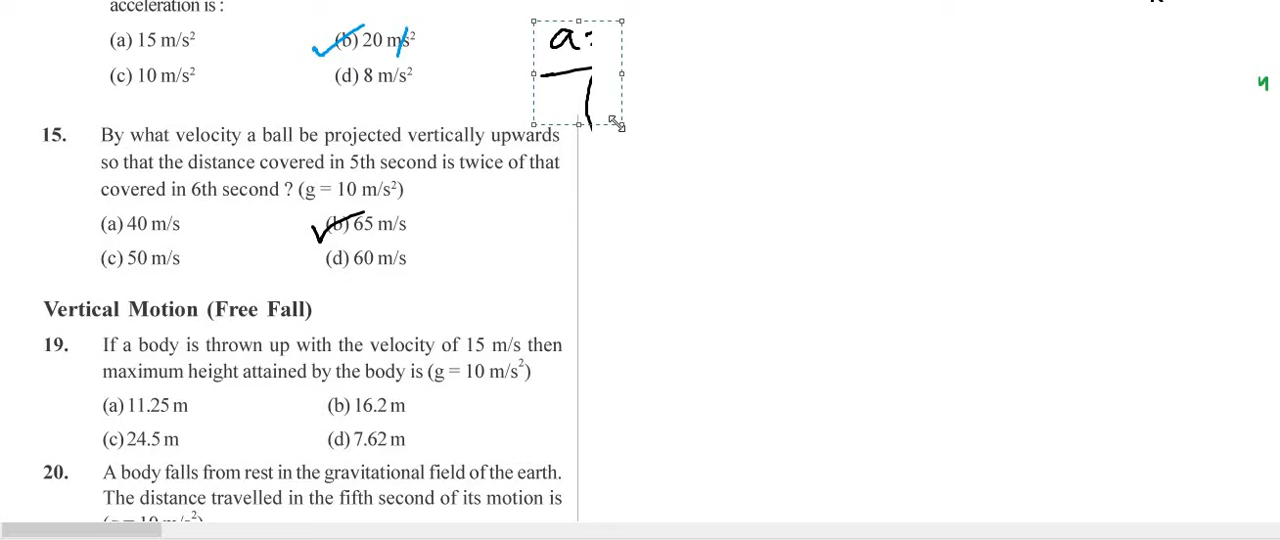 acceleration is :
(a) 15 m/s² (b) 20 m/s²
a:
(c) 10 m/s² (d) 8 m/s²
15. By what velocity a ball be projected vertically upwards
so that the distance covered in 5th second is twice of that
covered in 6th second ? (g = 10 m/s²)
(a) 40 m/s (b) 65 m/s
(c) 50 m/s (d) 60 m/s
Vertical Motion (Free Fall)
19. If a body is thrown up with the velocity of 15 m/s then
maximum height attained by the body is (g = 10 m/s²)
(a) 11.25 m (b) 16.2 m
(c) 24.5 m (d) 7.62 m
20. A body falls from rest in the gravitational field of the earth.
The distance travelled in the fifth second of its motion is